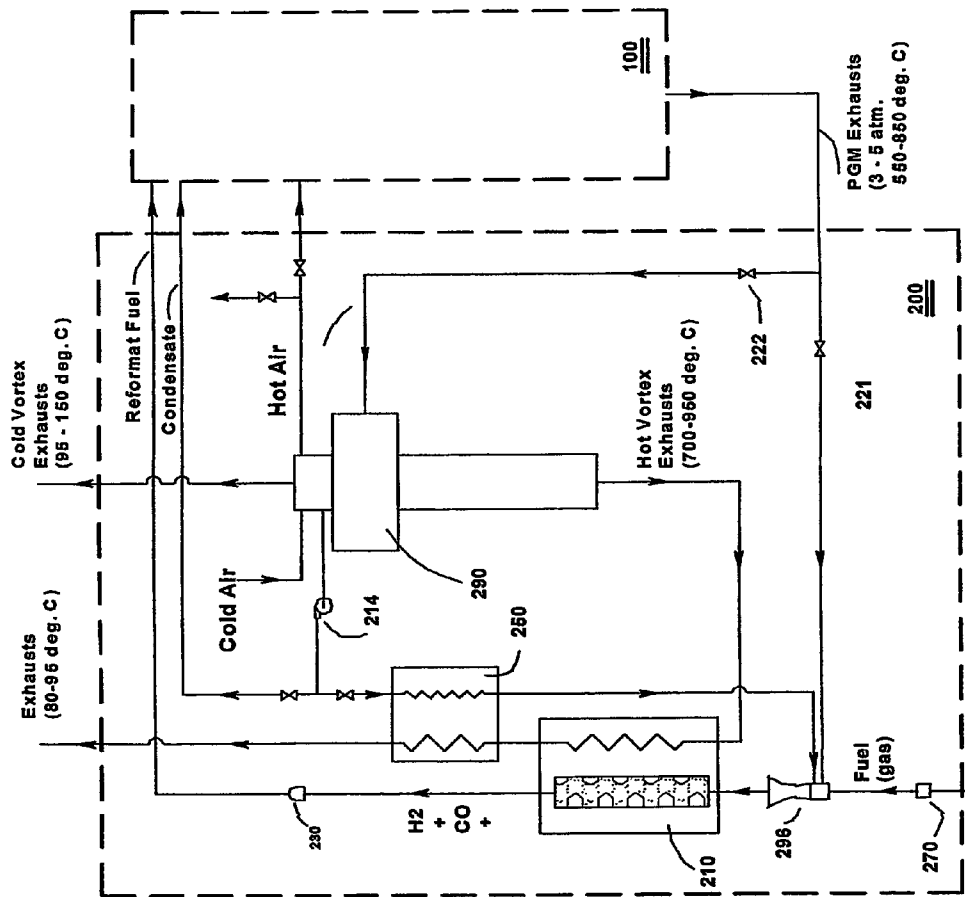 Cold Vortex
Exhausts
(95 - 150 deg. C)
Exhausts
(80-95 deg. C)
Reformat Fuel
Condensate
Hot Air
Cold Air
100
PGM Exhausts
(3 - 5 atm.
550-850 deg. C)
200
222
221
Hot Vortex
Exhausts
(700-950 deg. C)
290
214
250
230
H2
+
CO
+
210
296
Fuel
(gas)
270